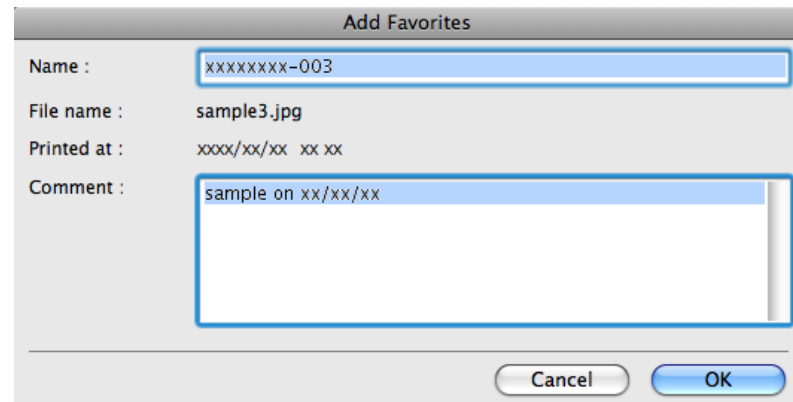 Add Favorites
Name : xxxxxxxx-003
File name : sample3.jpg
Printed at : xxxx/xx/xx xx xx
Comment : sample on xx/xx/xx
Cancel OK